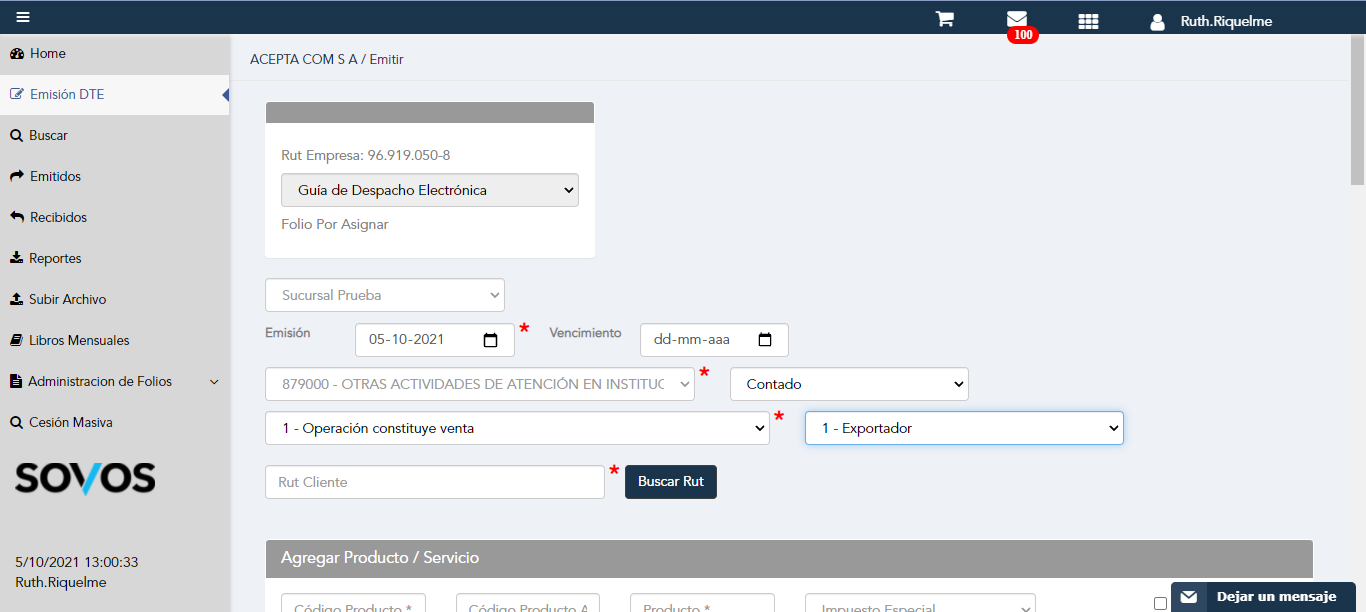 100
Ruth.Riquelme
Home
Emisión DTE
Buscar
Emitidos
Recibidos
Reportes
Subir Archivo
Libros Mensuales
Administracion de Folios
Cesión Masiva
SOVOS
5/10/2021 13:00:33
Ruth.Riquelme
ACEPTA COM S A / Emitir
Rut Empresa: 96.919.050-8
Guía de Despacho Electrónica
Folio Por Asignar
Sucursal Prueba
Emisión 05-10-2021 * Vencimiento dd-mm-aaa
879000 - OTRAS ACTIVIDADES DE ATENCIÓN EN INSTITUC * Contado
1 - Operación constituye venta * 1 - Exportador
Rut Cliente * Buscar Rut
Agregar Producto / Servicio
Código Producto * Código Producto A Producto * Impuesto Especial
Dejar un mensaje